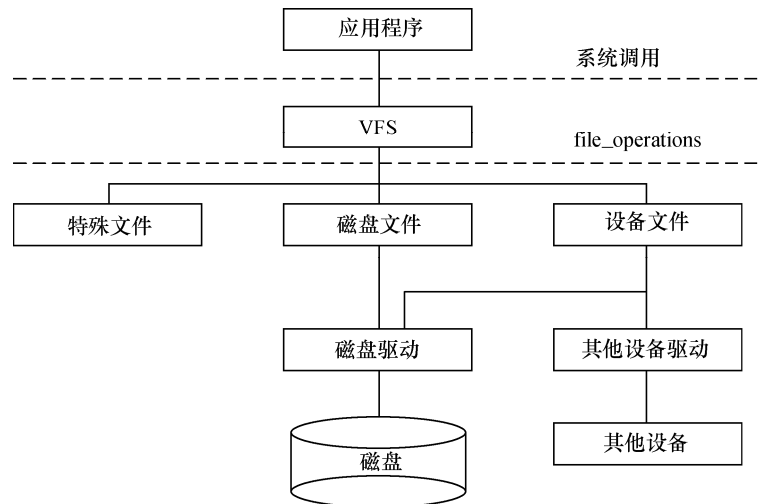 应用程序
系统调用
VFS
file_operations
特殊文件
磁盘文件
设备文件
磁盘驱动
其他设备驱动
磁盘
其他设备